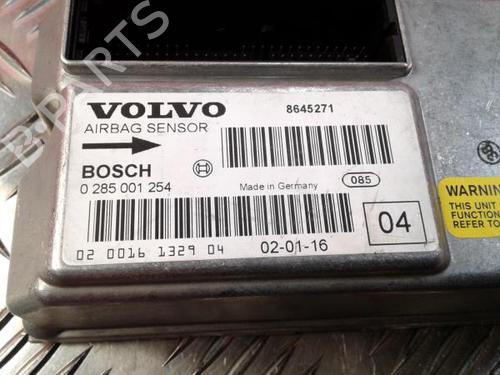 VOLVO
8645271
AIRBAG SENSOR
BOSCH
0 285 001 254
Made in Germany
085
04
02 0016 1329 04
02-01-16
WARNIN
THIS UNIT
FUNCTION
REFER TO
B PARTS